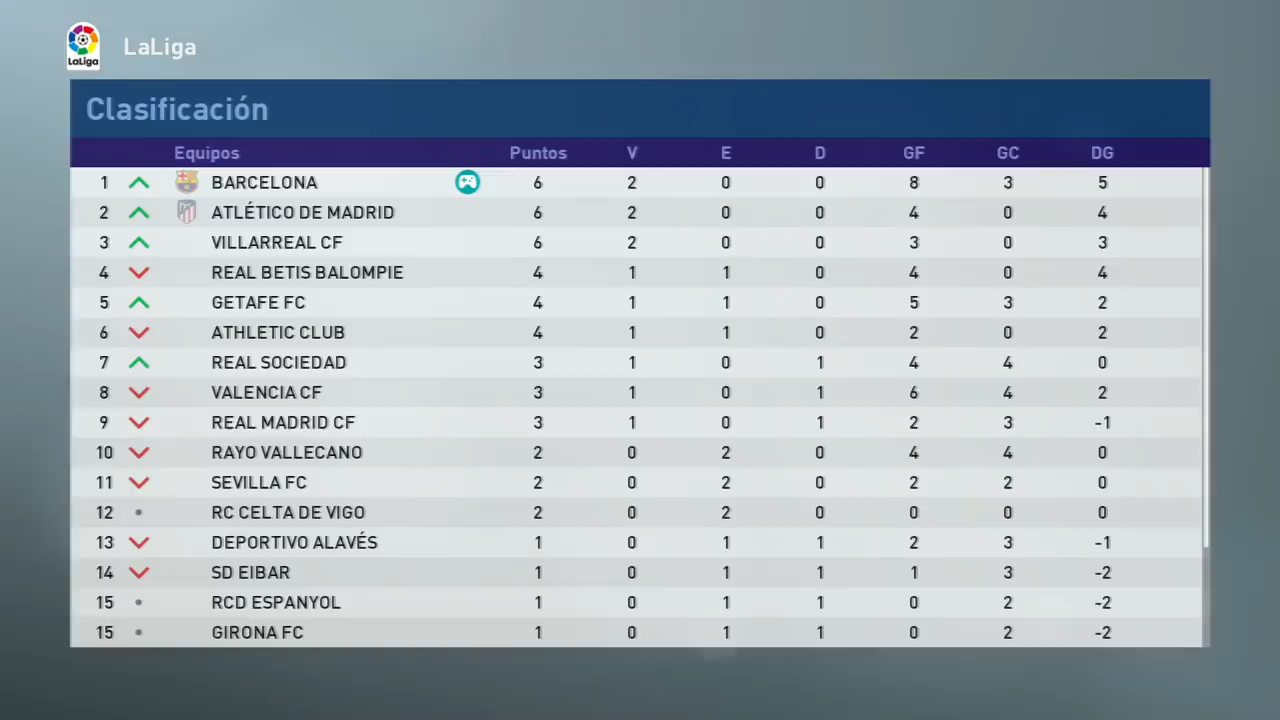 LaLiga
LaLiga
Clasificación
Equipos Puntos V E D GF GC DG
1 BARCELONA 6 2 0 0 8 3 5
2 ATLÉTICO DE MADRID 6 2 0 0 4 0 4
3 VILLARREAL CF 6 2 0 0 3 0 3
4 REAL BETIS BALOMPIE 4 1 1 0 4 0 4
5 GETAFE FC 4 1 1 0 5 3 2
6 ATHLETIC CLUB 4 1 1 0 2 0 2
7 REAL SOCIEDAD 3 1 0 1 4 4 0
8 VALENCIA CF 3 1 0 1 6 4 2
9 REAL MADRID CF 3 1 0 1 2 3 -1
10 RAYO VALLECANO 2 0 2 0 4 4 0
11 SEVILLA FC 2 0 2 0 2 2 0
12 RC CELTA DE VIGO 2 0 2 0 0 0 0
13 DEPORTIVO ALAVÉS 1 0 1 1 2 3 -1
14 SD EIBAR 1 0 1 1 1 3 -2
15 RCD ESPANYOL 1 0 1 1 0 2 -2
15 GIRONA FC 1 0 1 1 0 2 -2